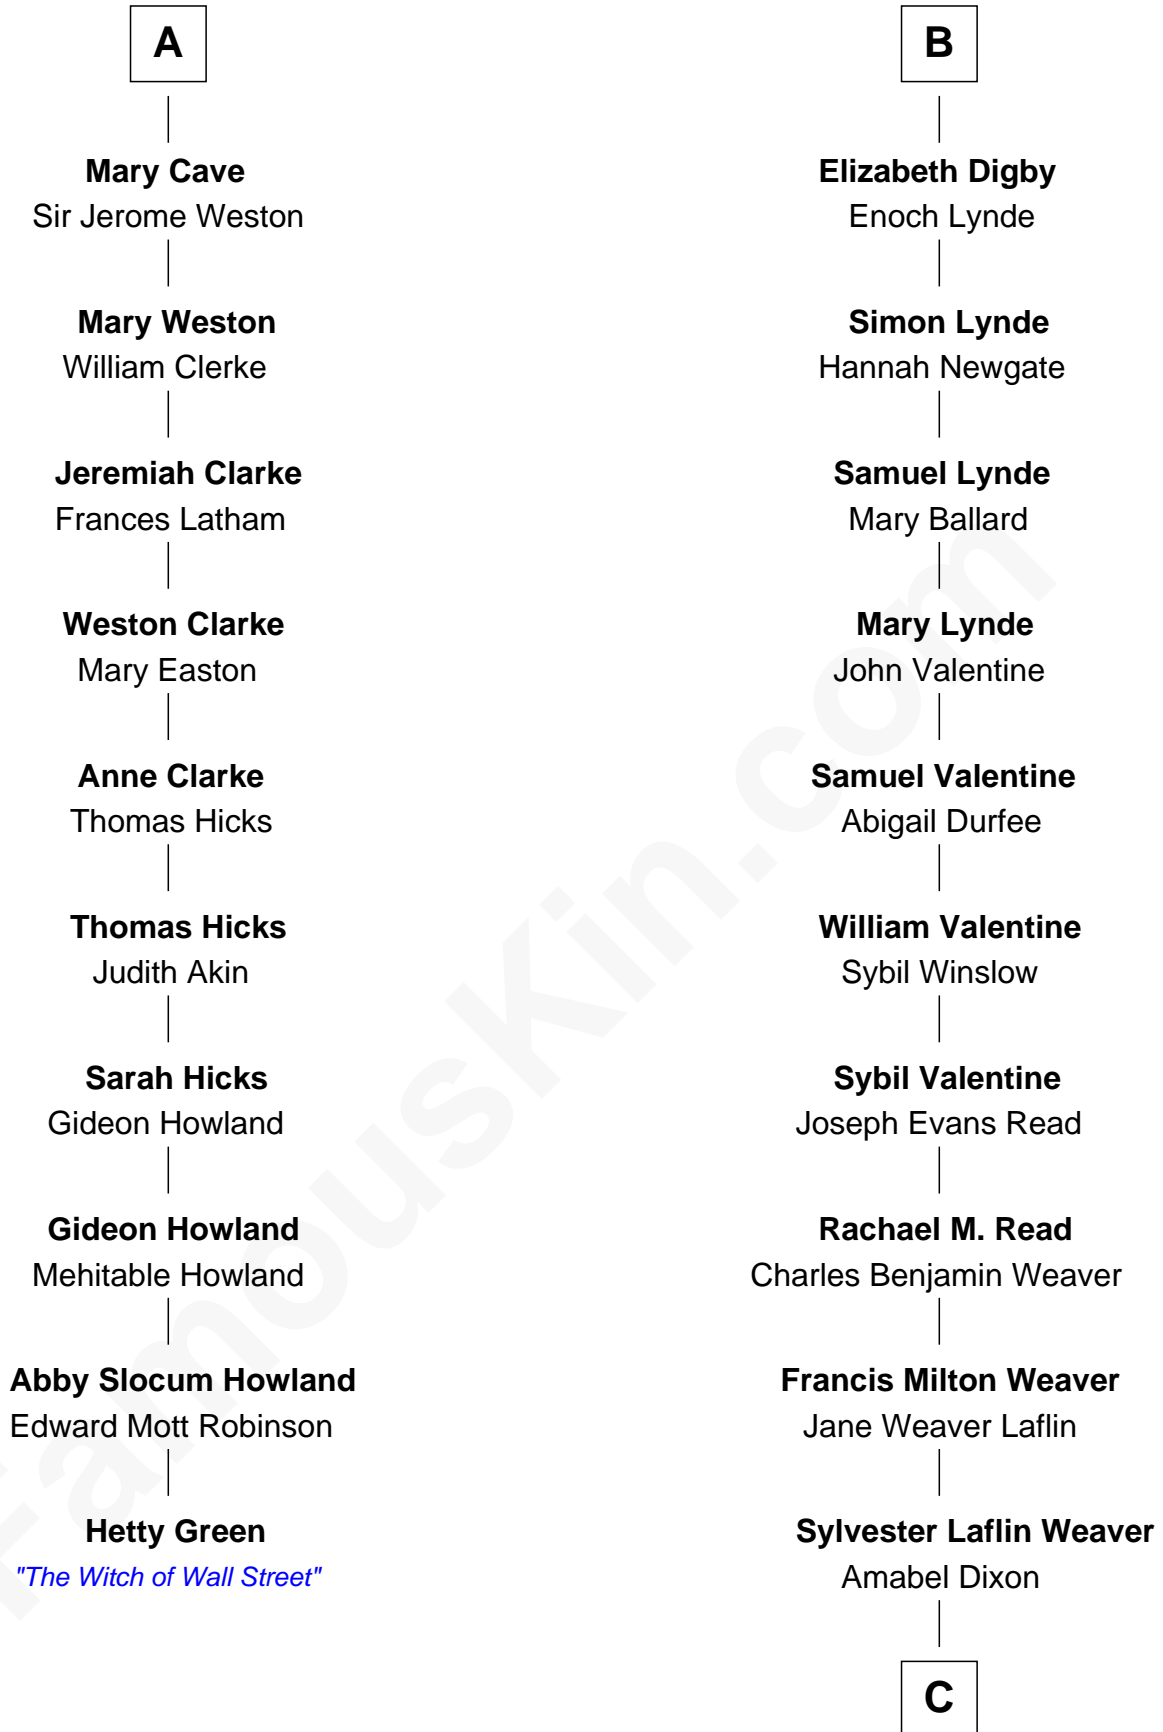 A
Mary Cave
Sir Jerome Weston
Mary Weston
William Clerke
Jeremiah Clarke
Frances Latham
Weston Clarke
Mary Easton
Anne Clarke
Thomas Hicks
Thomas Hicks
Judith Akin
Sarah Hicks
Gideon Howland
Gideon Howland
Mehitable Howland
Abby Slocum Howland
Edward Mott Robinson
Hetty Green
"The Witch of Wall Street"
B
Elizabeth Digby
Enoch Lynde
Simon Lynde
Hannah Newgate
Samuel Lynde
Mary Ballard
Mary Lynde
John Valentine
Samuel Valentine
Abigail Durfee
William Valentine
Sybil Winslow
Sybil Valentine
Joseph Evans Read
Rachael M. Read
Charles Benjamin Weaver
Francis Milton Weaver
Jane Weaver Laflin
Sylvester Laflin Weaver
Amabel Dixon
C
FamousKin.com